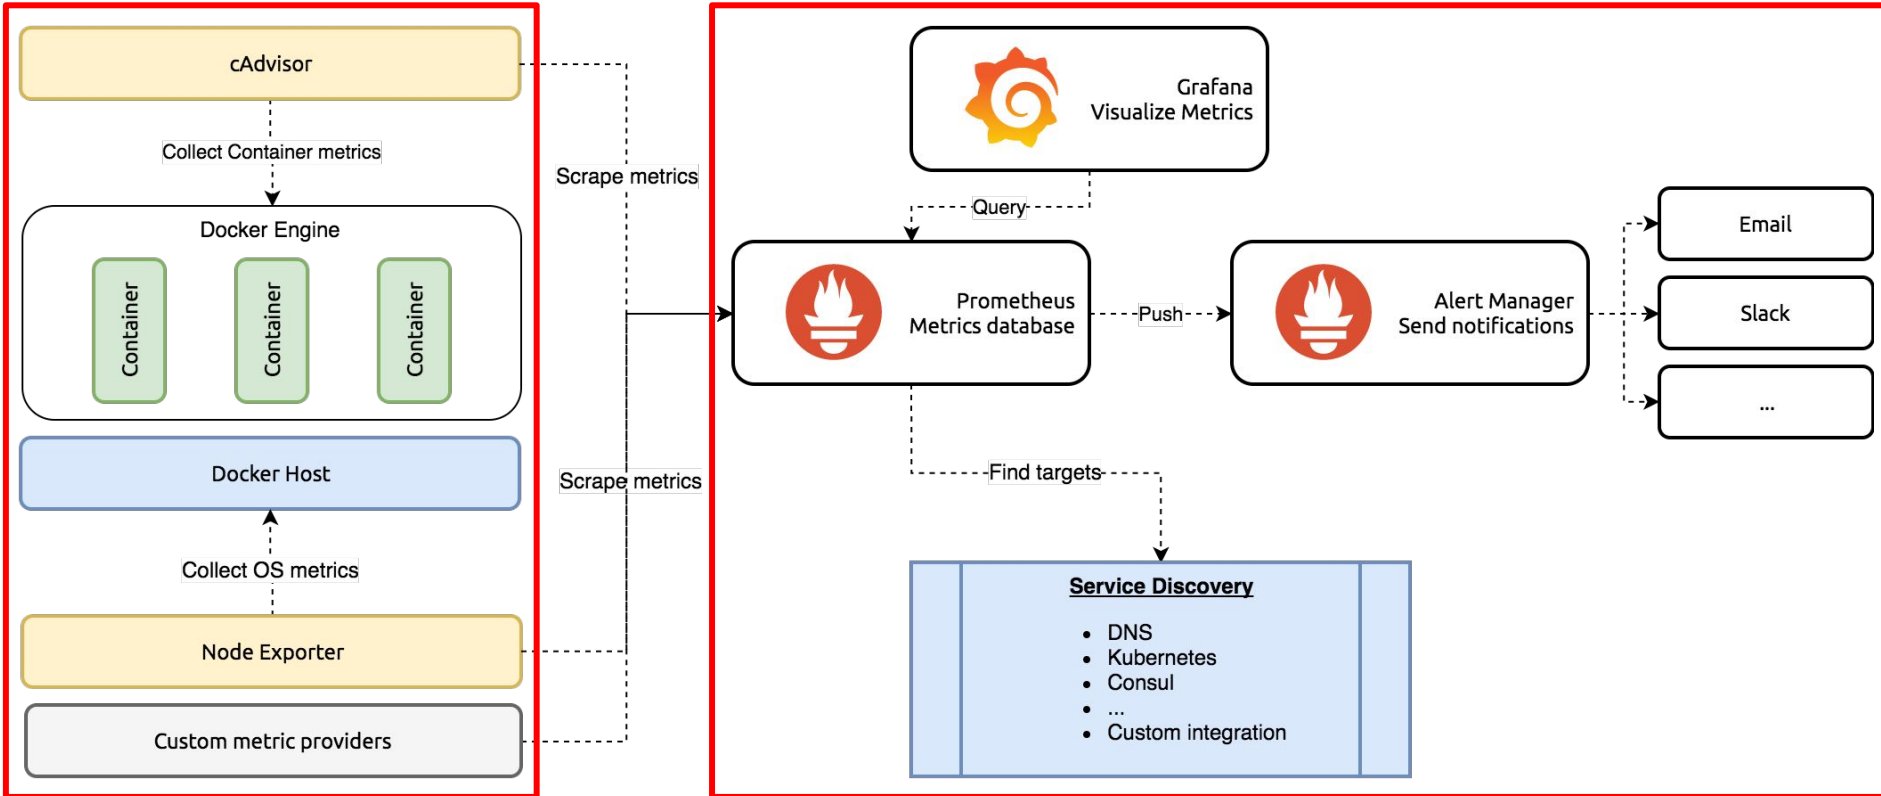 cAdvisor
Collect Container metrics
Docker Engine
Container
Container
Container
Docker Host
Collect OS metrics
Node Exporter
Custom metric providers
Scrape metrics
Scrape metrics
Grafana
Visualize Metrics
Query
Prometheus
Metrics database
Push
Alert Manager
Send notifications
Email
Slack
...
Find targets
Service Discovery
• DNS
• Kubernetes
• Consul
• ...
• Custom integration